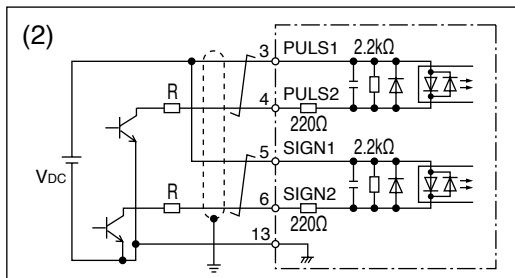 (2)
3 PULS1 2.2kΩ
R 4 PULS2
220Ω
VDC
5 SIGN1 2.2kΩ
R 6 SIGN2
220Ω
13